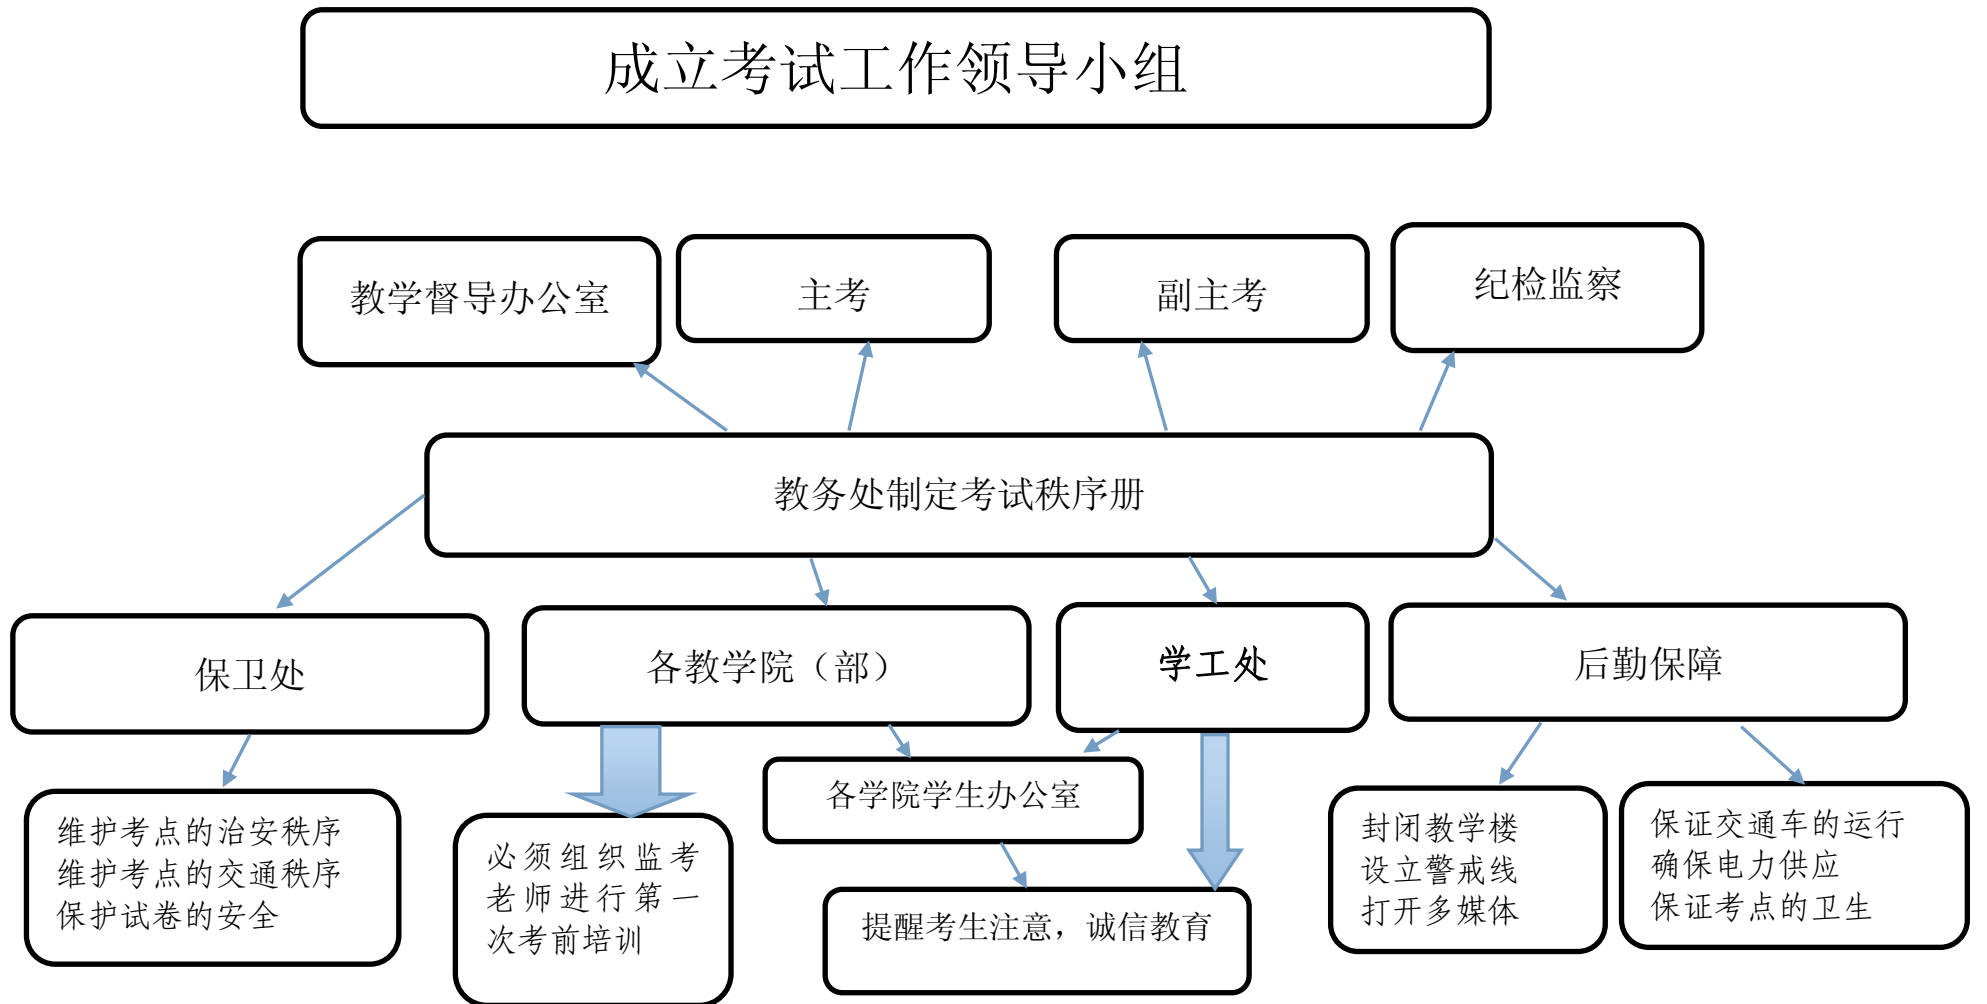 成立考试工作领导小组
教学督导办公室
主考
副主考
纪检监察
教务处制定考试秩序册
保卫处
各教学院（部）
学工处
后勤保障
维护考点的治安秩序
维护考点的交通秩序
保护试卷的安全
必须组织监考
老师进行第一
次考前培训
各学院学生办公室
提醒考生注意，诚信教育
封闭教学楼
设立警戒线
打开多媒体
保证交通车的运行
确保电力供应
保证考点的卫生